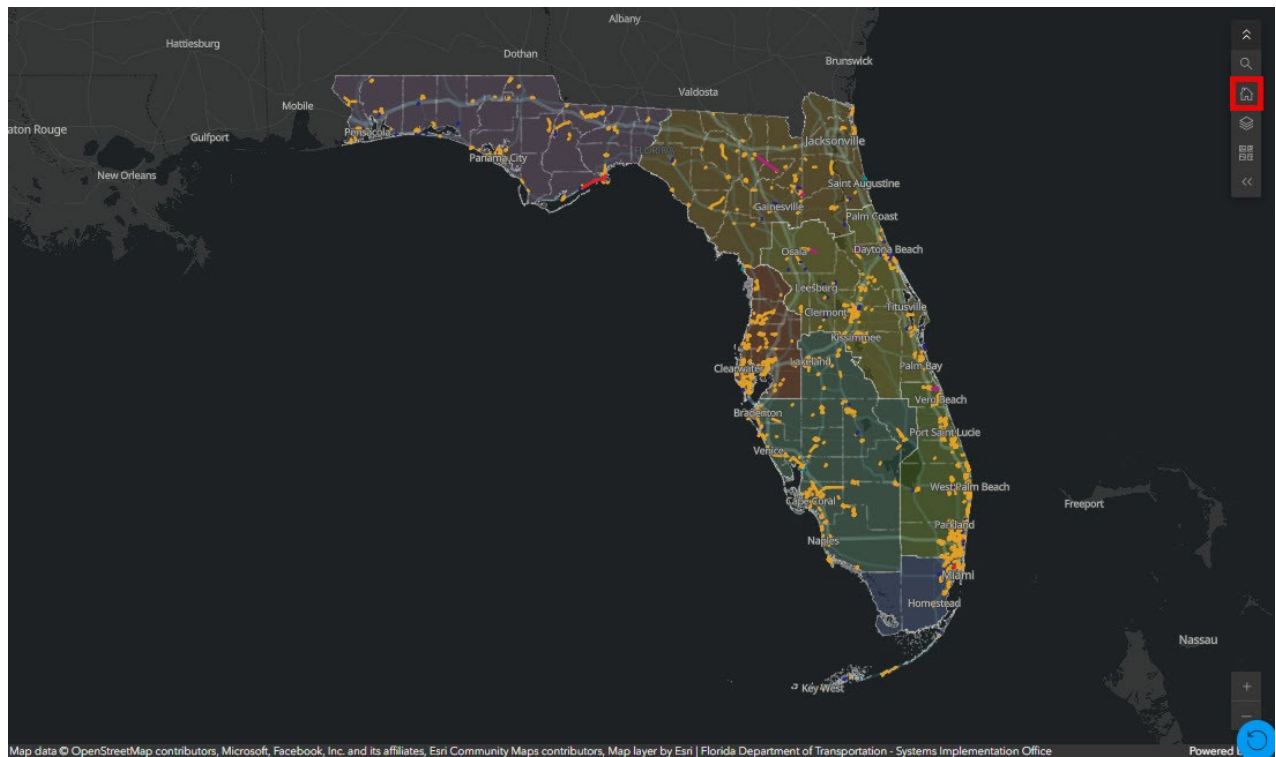 Albany
Hattiesburg
Dothan
Brunswick
Valdosta
Mobile
aton Rouge
Gulfport
Pensacola
Jacksonville
FLORIDA
Panama City
New Orleans
Saint Augustine
Gainesville
Palm Coast
Ocala
Daytona Beach
Leesburg
Titusville
Clermont
Kissimmee
Lakeland
Palm Bay
Clearwater
Vero Beach
Bradenton
Port Saint Lucie
Venice
West Palm Beach
Cape Coral
Freeport
Parkland
Naples
Miami
Homestead
Nassau
Key West
Map data © OpenStreetMap contributors, Microsoft, Facebook, Inc. and its affiliates, Esri Community Maps contributors, Map layer by Esri | Florida Department of Transportation - Systems Implementation Office
Powered